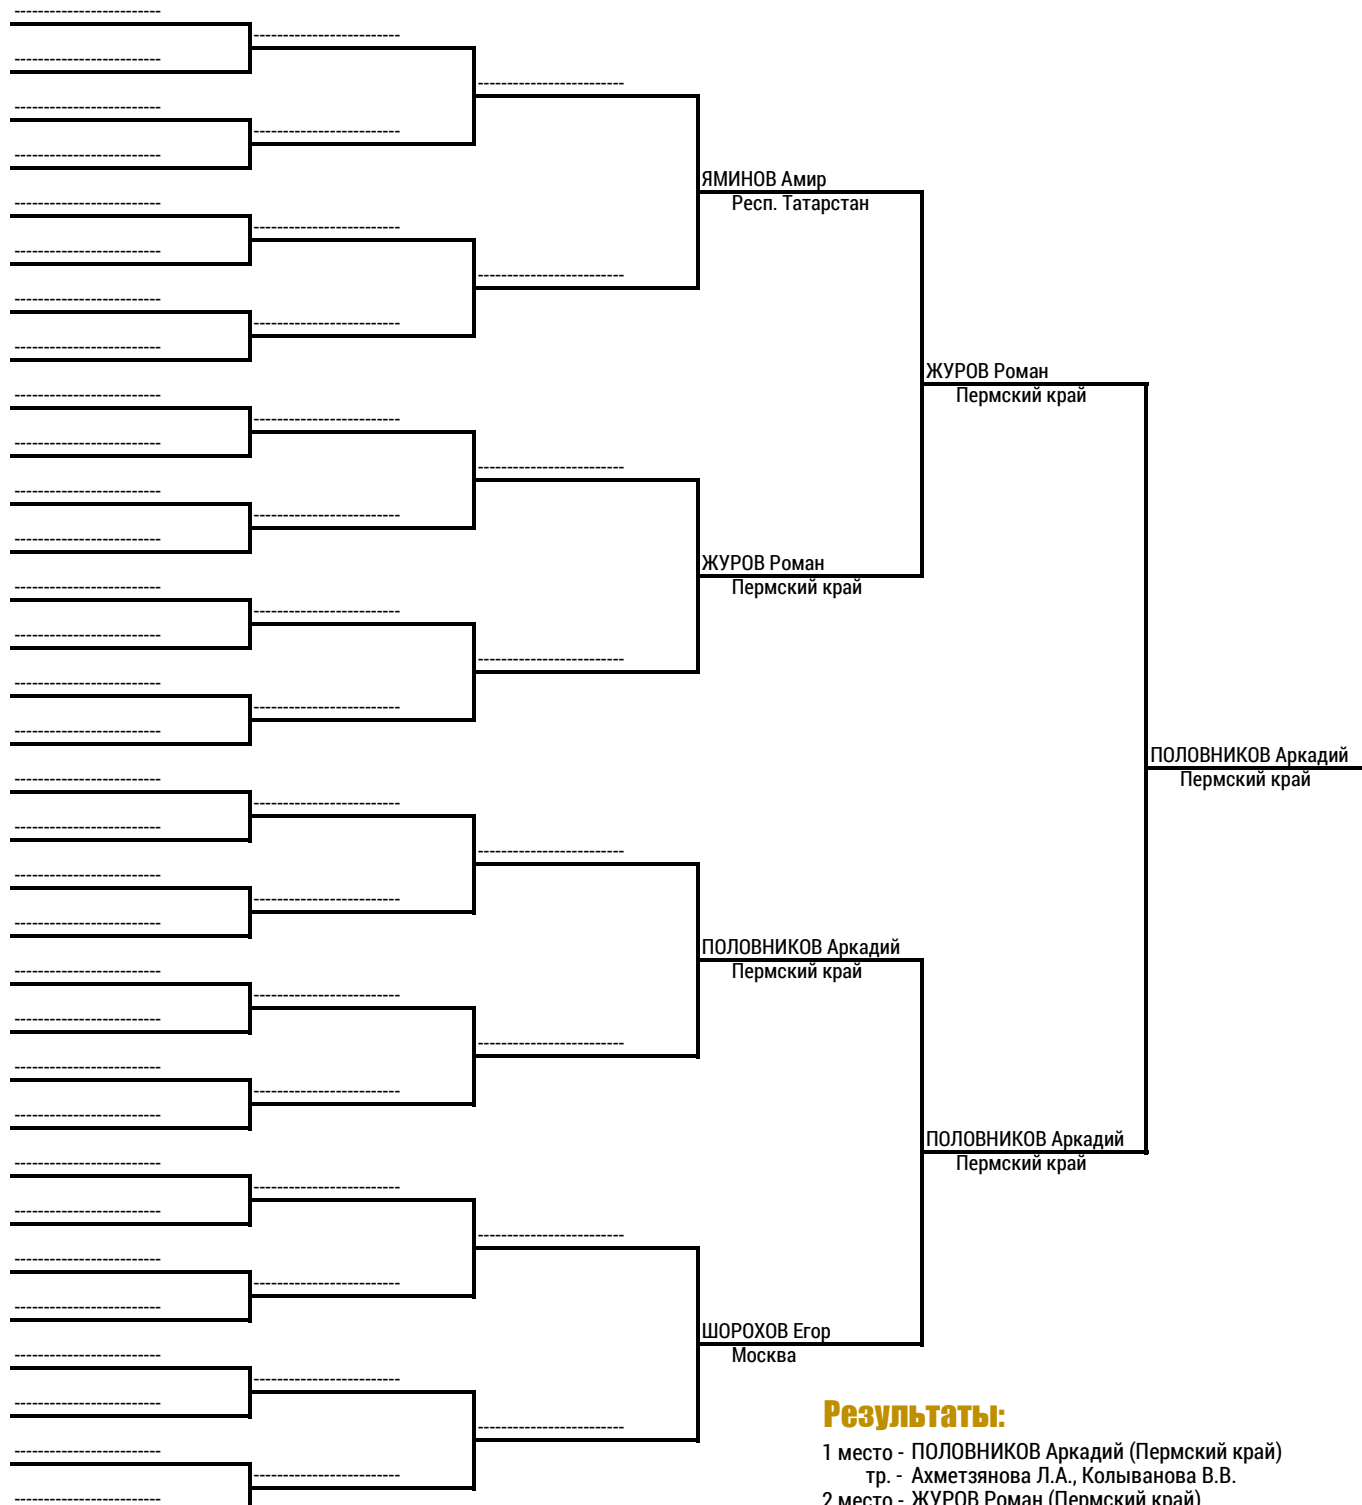 ЯМИНОВ Амир
Респ. Татарстан
ЖУРОВ Роман
Пермский край
ЖУРОВ Роман
Пермский край
ПОЛОВНИКОВ Аркадий
Пермский край
ПОЛОВНИКОВ Аркадий
Пермский край
ПОЛОВНИКОВ Аркадий
Пермский край
ШОРОХОВ Егор
Москва
Результаты:
1 место - ПОЛОВНИКОВ Аркадий (Пермский край)
тр. - Ахметзянова Л.А., Колыванова В.В.
2 место - ЖУРОВ Роман (Пермский край)